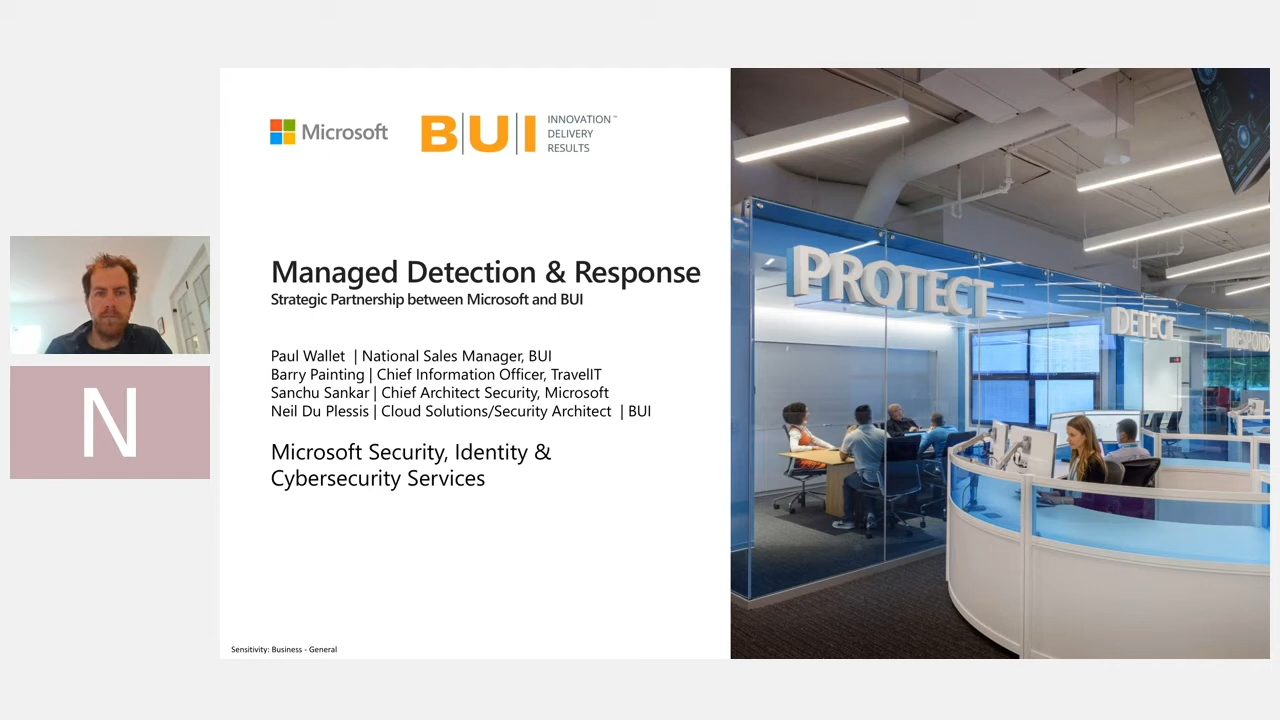 Microsoft
BUI
INNOVATION™
DELIVERY
RESULTS
Managed Detection & Response
Strategic Partnership between Microsoft and BUI
Paul Wallet | National Sales Manager, BUI
Barry Painting | Chief Information Officer, TravelIT
Sanchu Sankar | Chief Architect Security, Microsoft
Neil Du Plessis | Cloud Solutions/Security Architect | BUI
Microsoft Security, Identity &
Cybersecurity Services
Sensitivity: Business - General
PROTECT
DETECT
RESPOND
N